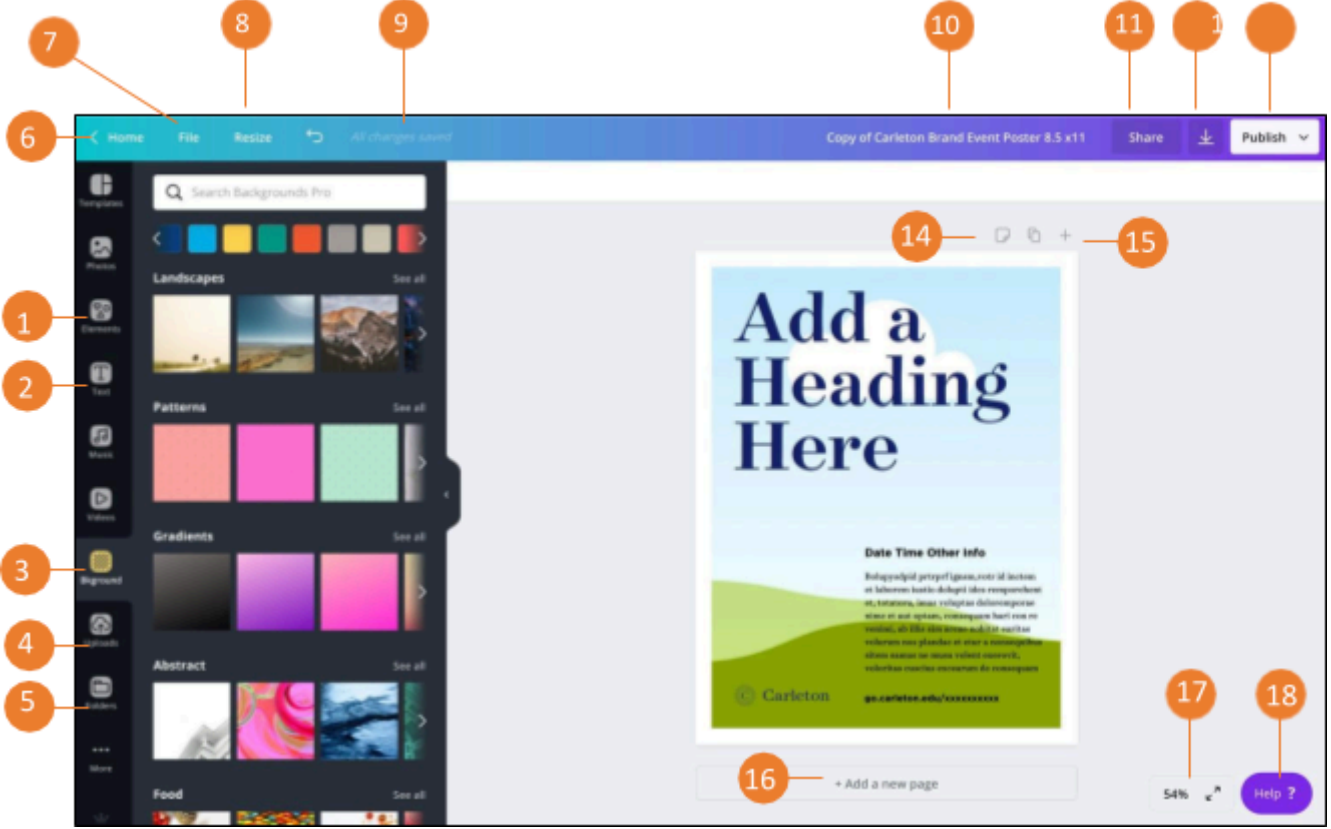 8
9
10
11
1
7
6
Home
File
Resize
All changes saved
Copy of Carleton Brand Event Poster 8.5 x11
Share
Publish
Templates
Search Backgrounds Pro
Photos
14
15
Landscapes
See all
1
Elements
Add a
Heading
Here
2
Text
Patterns
See all
Music
Videos
Gradients
See all
3
Bkground
Date Time Other Info
4
Uploads
Abstract
See all
5
Folders
Carleton
go.carleton.edu/xxxxxxxxxx
17
18
More
16
+ Add a new page
54%
Help ?
Food
See all